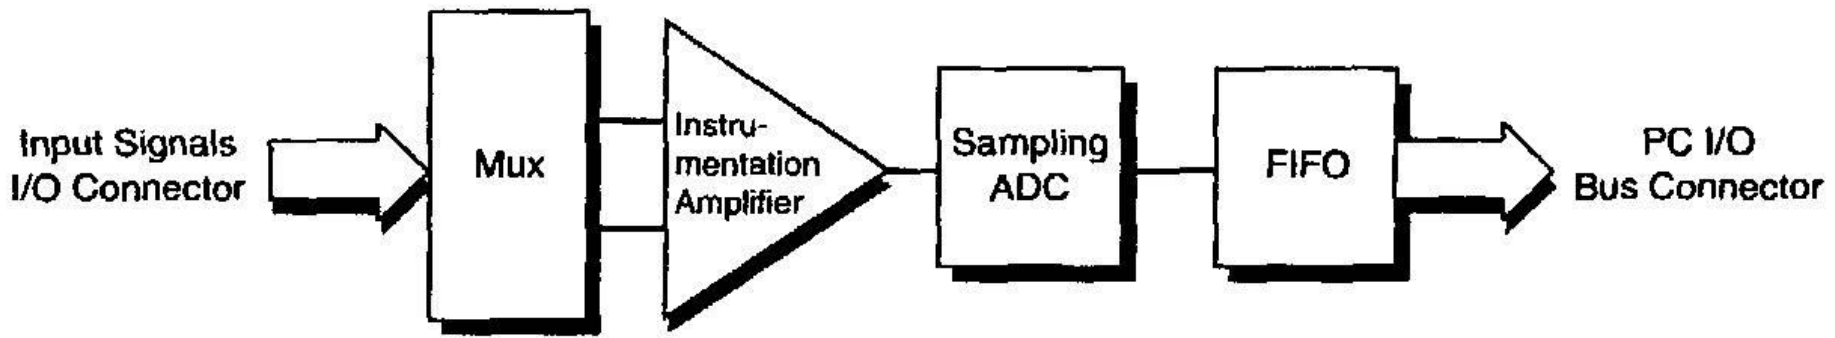 Input Signals
I/O Connector
Mux
Instru-
mentation
Amplifier
Sampling
ADC
FIFO
PC I/O
Bus Connector